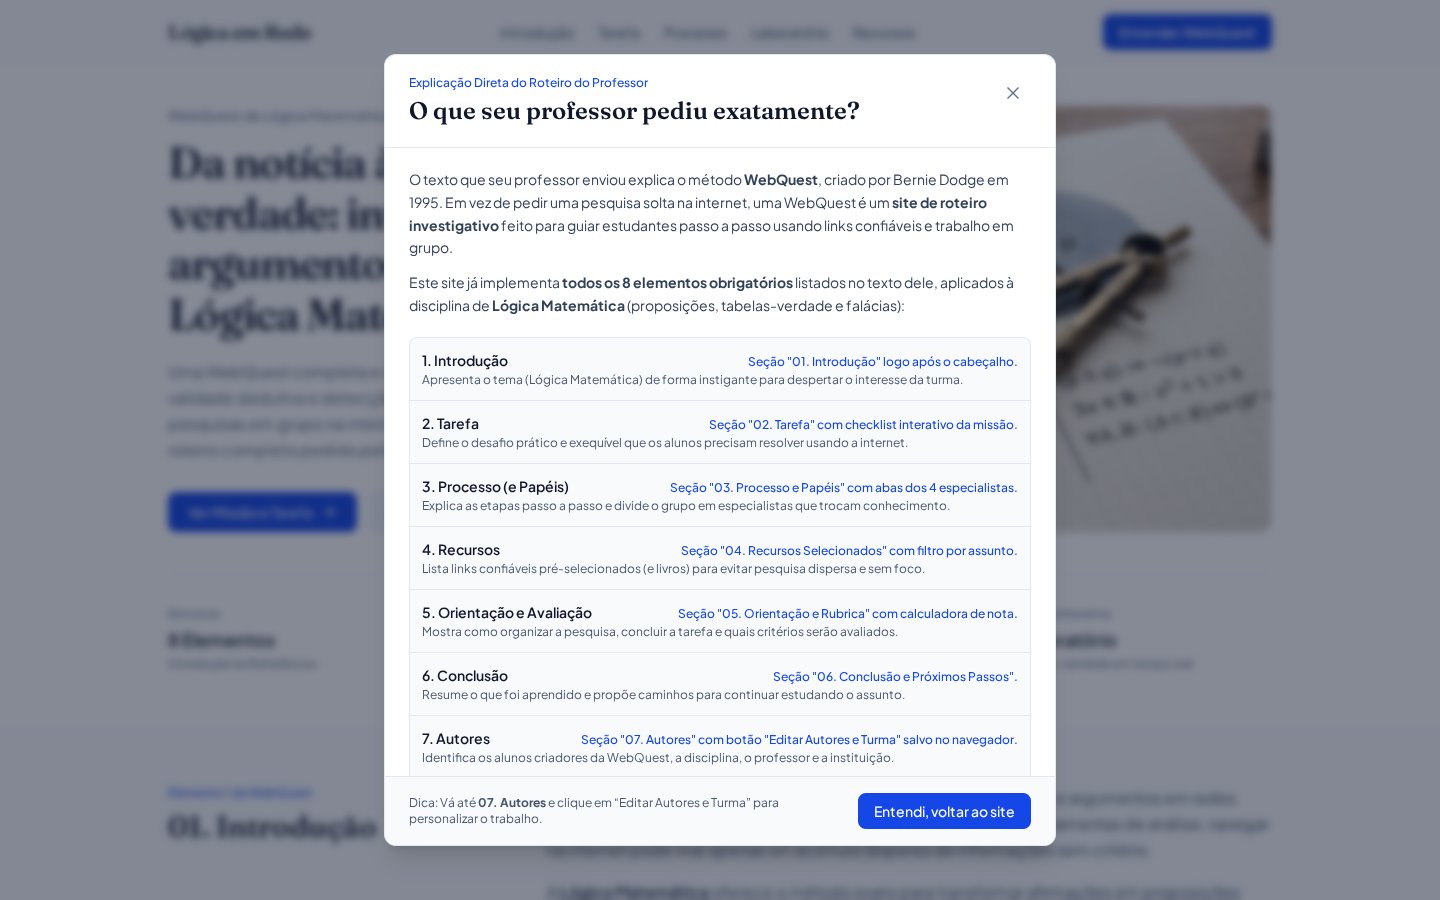 Lógica em Rede
Introdução Tarefa Processo Laboratório Recursos
Entender WebQuest
Explicação Direta do Roteiro do Professor
O que seu professor pediu exatamente?
O texto que seu professor enviou explica o método WebQuest, criado por Bernie Dodge em
1995. Em vez de pedir uma pesquisa solta na internet, uma WebQuest é um site de roteiro
investigativo feito para guiar estudantes passo a passo usando links confiáveis e trabalho em
grupo.
Este site já implementa todos os 8 elementos obrigatórios listados no texto dele, aplicados à
disciplina de Lógica Matemática (proposições, tabelas-verdade e falácias):
1. Introdução
Seção "01. Introdução" logo após o cabeçalho.
Apresenta o tema (Lógica Matemática) de forma instigante para despertar o interesse da turma.
2. Tarefa
Seção "02. Tarefa" com checklist interativo da missão.
Define o desafio prático e exequível que os alunos precisam resolver usando a internet.
3. Processo (e Papéis)
Seção "03. Processo e Papéis" com abas dos 4 especialistas.
Explica as etapas passo a passo e divide o grupo em especialistas que trocam conhecimento.
4. Recursos
Seção "04. Recursos Selecionados" com filtro por assunto.
Lista links confiáveis pré-selecionados (e livros) para evitar pesquisa dispersa e sem foco.
5. Orientação e Avaliação
Seção "05. Orientação e Rubrica" com calculadora de nota.
Mostra como organizar a pesquisa, concluir a tarefa e quais critérios serão avaliados.
6. Conclusão
Seção "06. Conclusão e Próximos Passos".
Resume o que foi aprendido e propõe caminhos para continuar estudando o assunto.
7. Autores
Seção "07. Autores" com botão "Editar Autores e Turma" salvo no navegador.
Identifica os alunos criadores da WebQuest, a disciplina, o professor e a instituição.
Dica: Vá até 07. Autores e clique em “Editar Autores e Turma” para
personalizar o trabalho.
Entendi, voltar ao site
Da notícia
verdade:
argumento
Lógica
Ver Missão e Tarefa
8 Elementos
01. Introdução